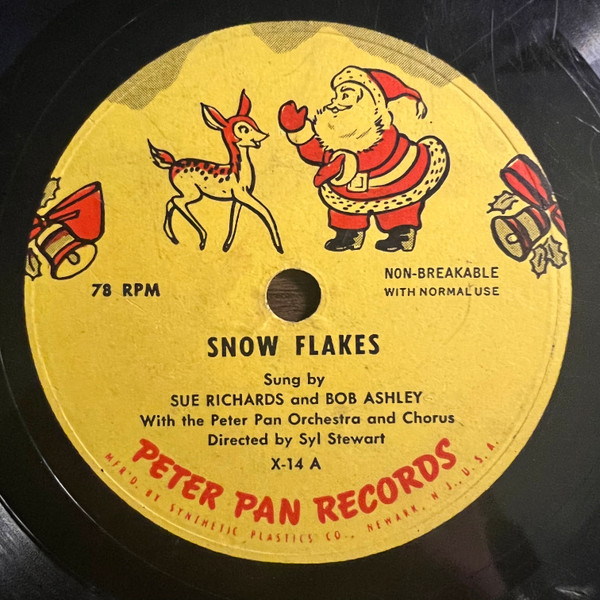 78 RPM
NON-BREAKABLE
WITH NORMAL USE
SNOW FLAKES
Sung by
SUE RICHARDS and BOB ASHLEY
With the Peter Pan Orchestra and Chorus
Directed by Syl Stewart
X-14 A
PETER PAN RECORDS
MFR'D. BY SYNTHETIC PLASTICS CO., NEWARK, N.J., U.S.A.